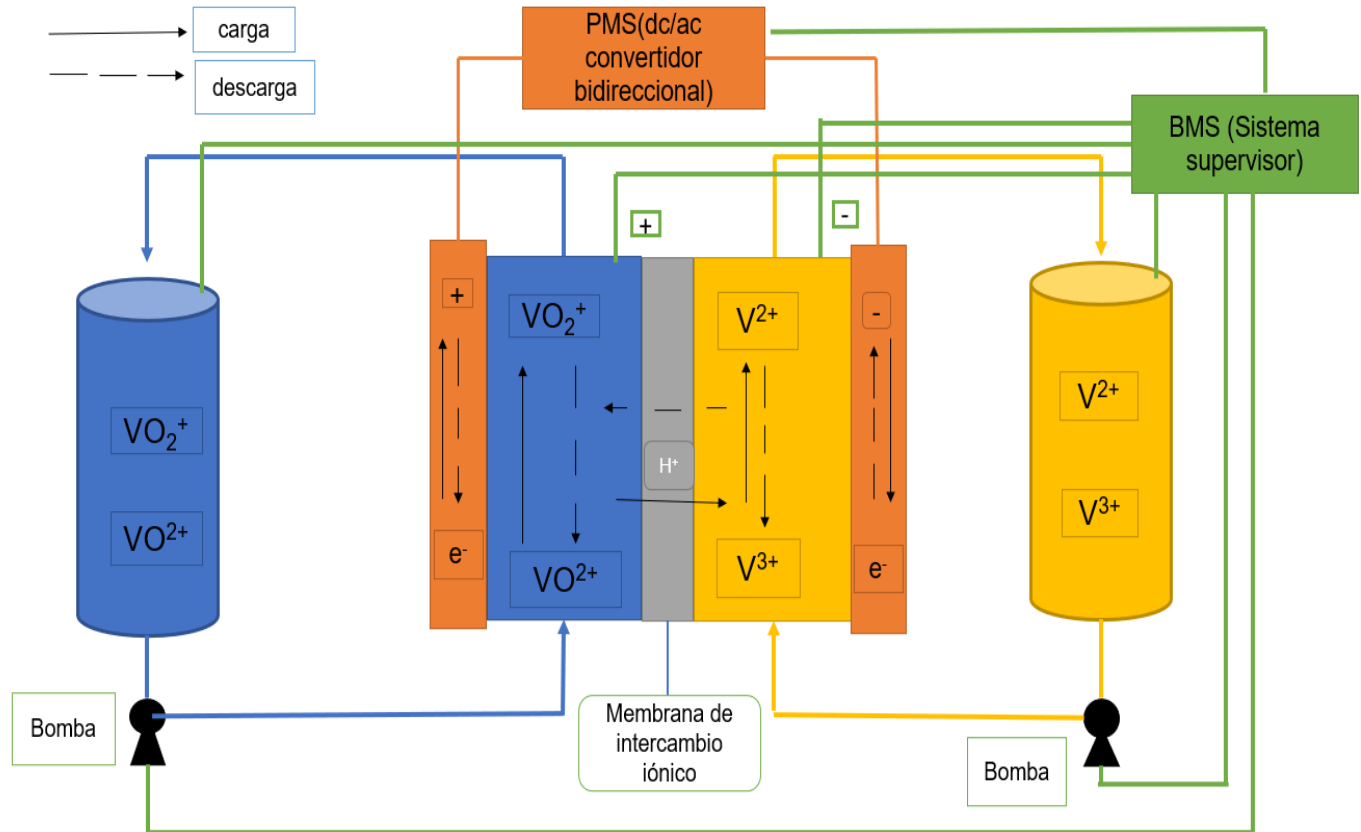 carga
descarga
PMS(dc/ac
convertidor
bidireccional)
BMS (Sistema
supervisor)
+
-
+
-
VO₂⁺
V²⁺
VO₂⁺
VO²⁺
H⁺
V²⁺
V³⁺
e⁻
VO²⁺
V³⁺
e⁻
Bomba
Membrana de
intercambio
iónico
Bomba